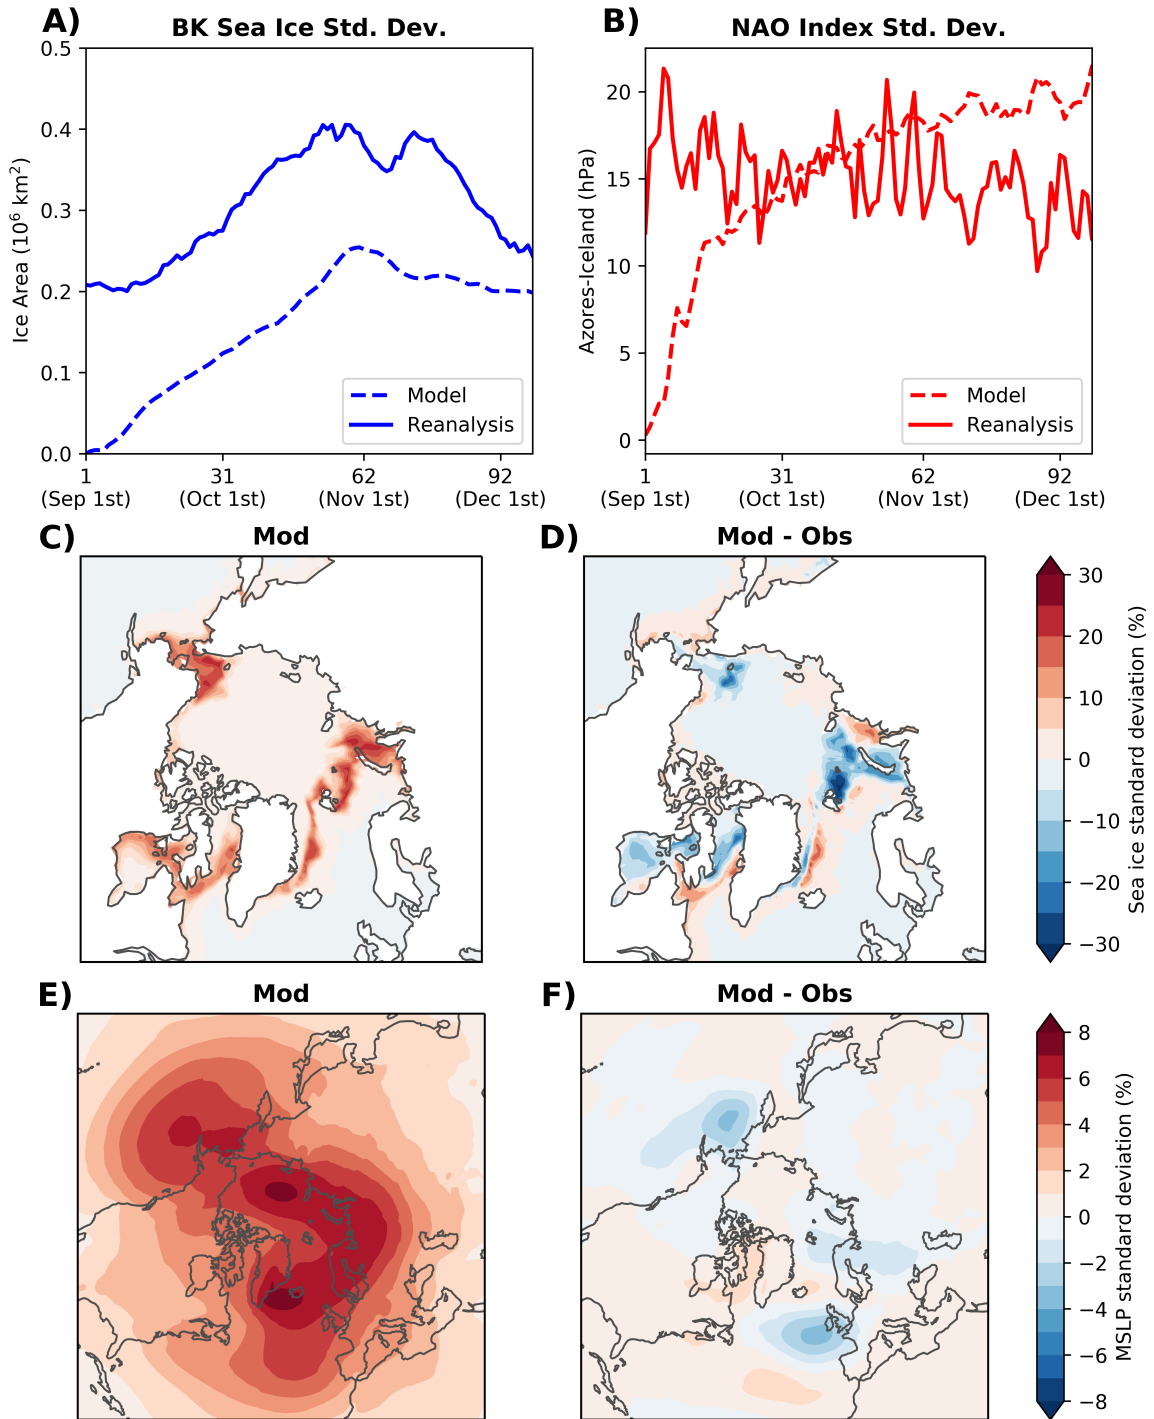 A)
BK Sea Ice Std. Dev.
0.5
0.4
0.3
0.2
0.1
0.0
Ice Area (10⁶ km²)
Model
Reanalysis
1 31 62 92
(Sep 1st) (Oct 1st) (Nov 1st) (Dec 1st)
B)
NAO Index Std. Dev.
20
15
10
5
0
Azores-Iceland (hPa)
Model
Reanalysis
1 31 62 92
(Sep 1st) (Oct 1st) (Nov 1st) (Dec 1st)
C)
Mod
D)
Mod - Obs
30
20
10
0
−10
−20
−30
Sea ice standard deviation (%)
E)
Mod
F)
Mod - Obs
8
6
4
2
0
−2
−4
−6
−8
MSLP standard deviation (%)